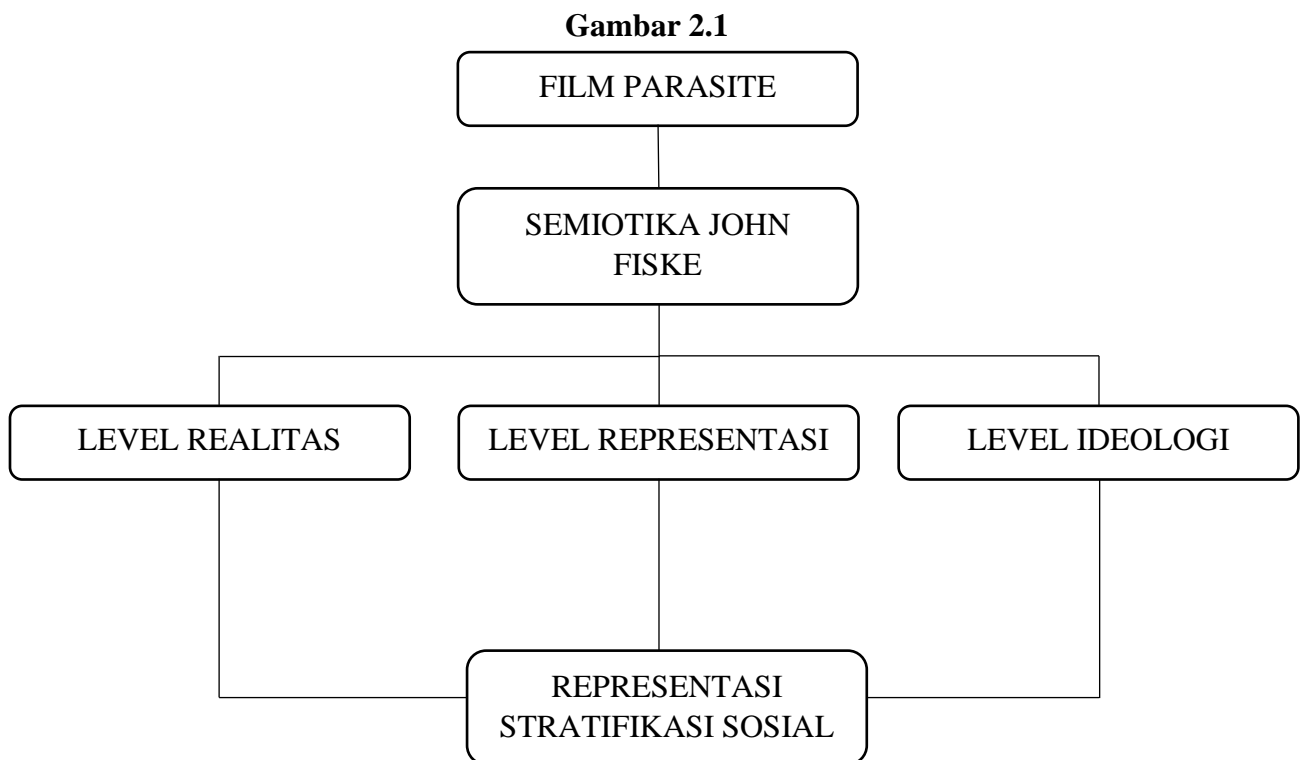 Gambar 2.1
FILM PARASITE
SEMIOTIKA JOHN
FISKE
LEVEL REALITAS
LEVEL REPRESENTASI
LEVEL IDEOLOGI
REPRESENTASI
STRATIFIKASI SOSIAL